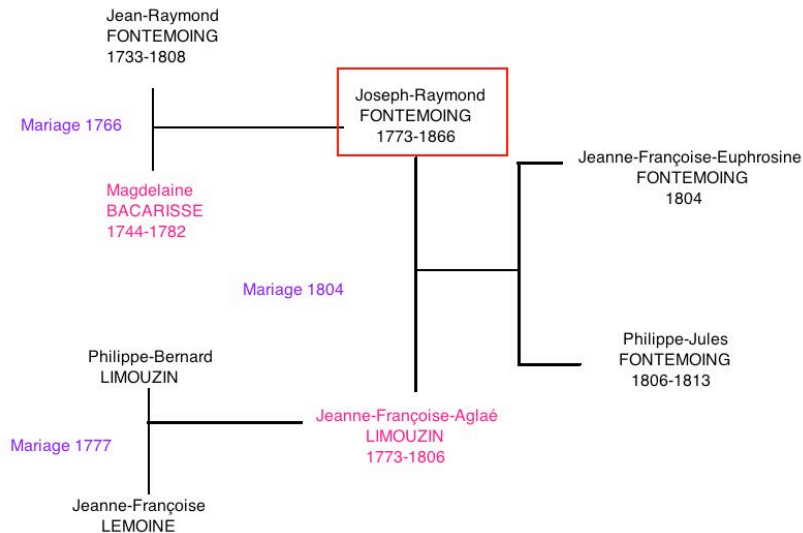 Jean-Raymond
FONTEMOING
1733-1808
Mariage 1766
Magdelaine
BACARISSE
1744-1782
Joseph-Raymond
FONTEMOING
1773-1866
Jeanne-Françoise-Euphrosine
FONTEMOING
1804
Mariage 1804
Philippe-Jules
FONTEMOING
1806-1813
Philippe-Bernard
LIMOUZIN
Mariage 1777
Jeanne-Françoise
LEMOINE
Jeanne-Françoise-Aglaé
LIMOUZIN
1773-1806